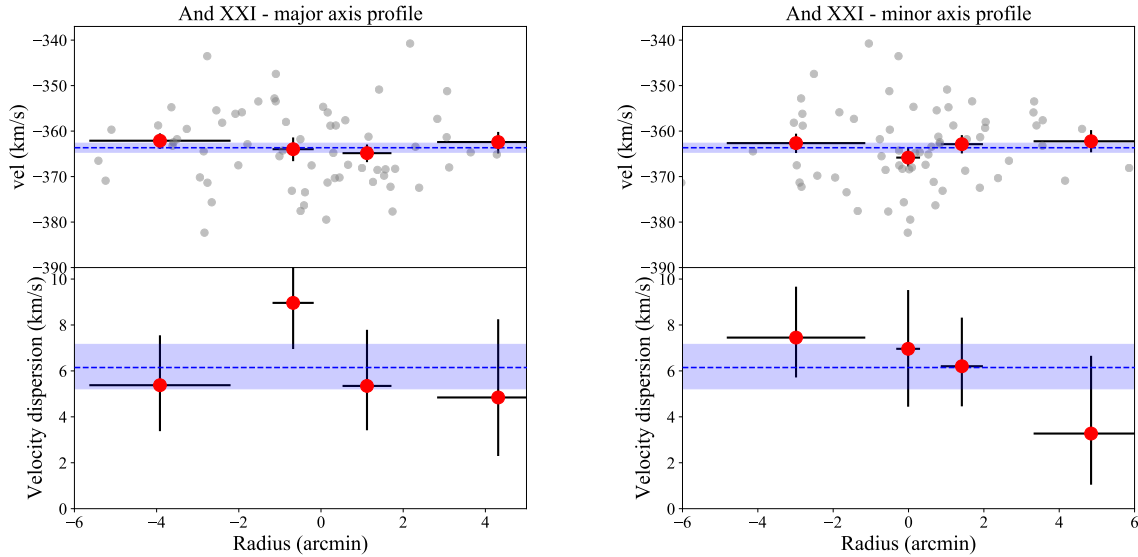 And XXI - major axis profile
−340
−350
−360
−370
−380
−390
vel (km/s)
10
8
6
4
2
0
Velocity dispersion (km/s)
−6 −4 −2 0 2 4
Radius (arcmin)
And XXI - minor axis profile
−340
−350
−360
−370
−380
−390
vel (km/s)
10
8
6
4
2
0
Velocity dispersion (km/s)
−6 −4 −2 0 2 4 6
Radius (arcmin)